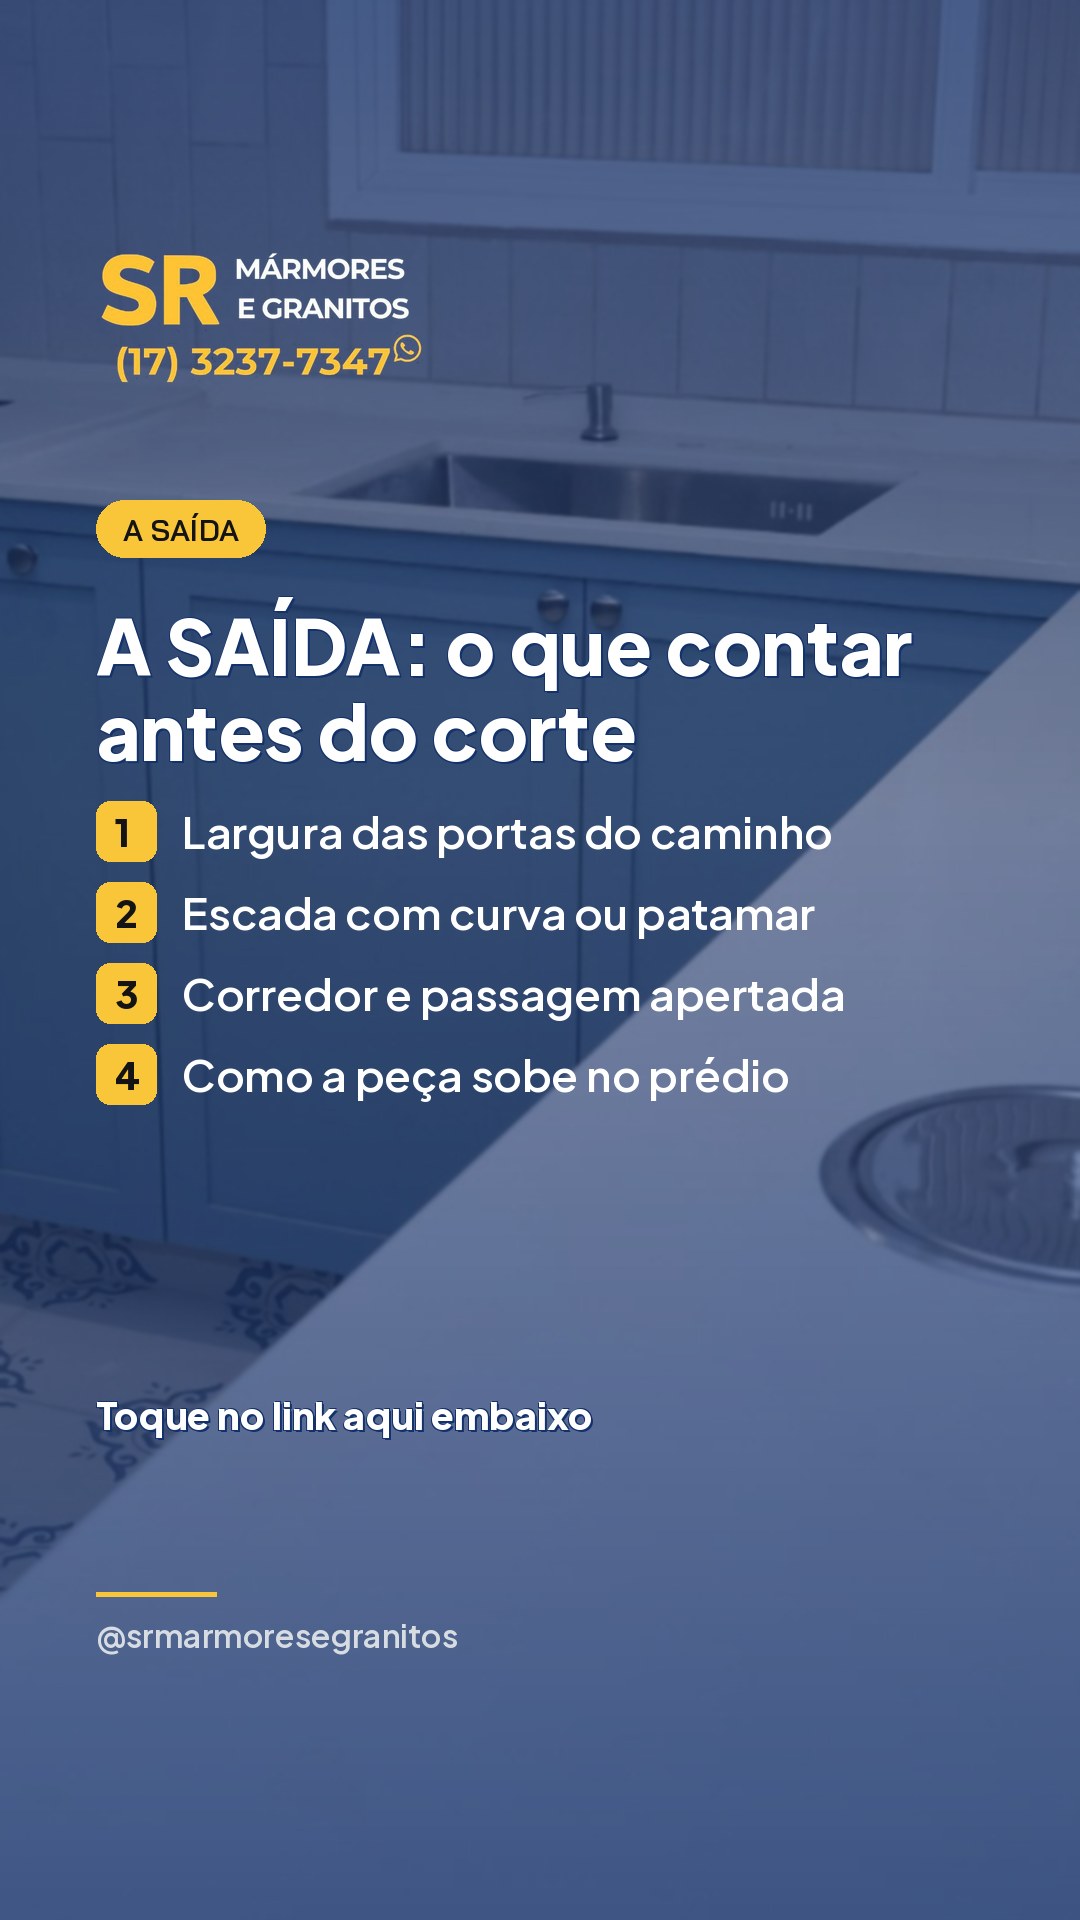 SR MÁRMORES
E GRANITOS
(17) 3237-7347
A SAÍDA
A SAÍDA: o que contar
antes do corte
1 Largura das portas do caminho
2 Escada com curva ou patamar
3 Corredor e passagem apertada
4 Como a peça sobe no prédio
Toque no link aqui embaixo
@srmarmoresegranitos